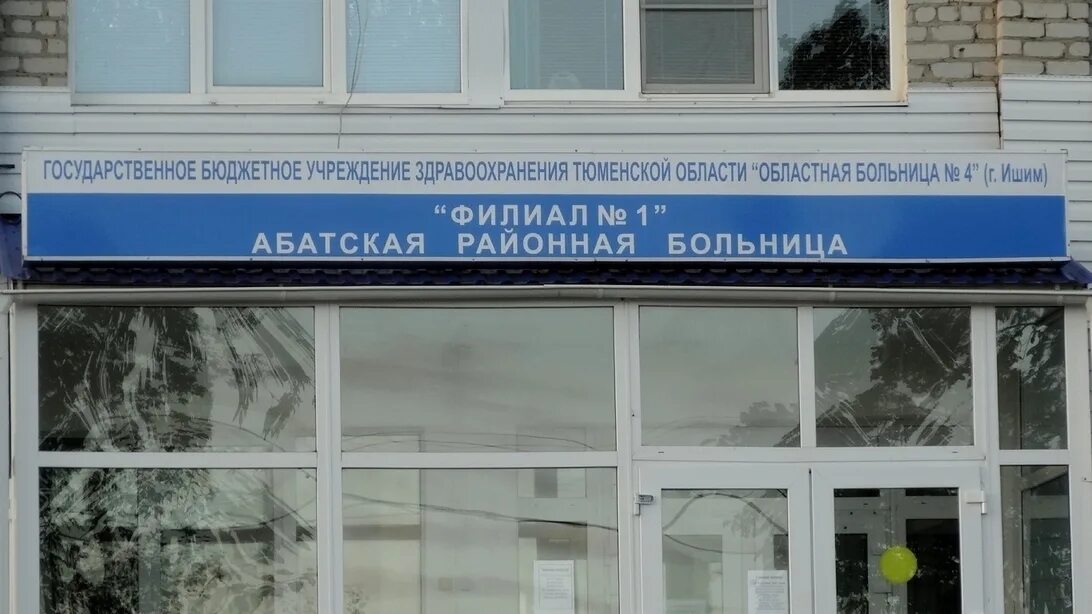 ГОСУДАРСТВЕННОЕ БЮДЖЕТНОЕ УЧРЕЖДЕНИЕ ЗДРАВООХРАНЕНИЯ ТЮМЕНСКОЙ ОБЛАСТИ "ОБЛАСТНАЯ БОЛЬНИЦА № 4" (г. Ишим)
"ФИЛИАЛ № 1"
АБАТСКАЯ РАЙОННАЯ БОЛЬНИЦА